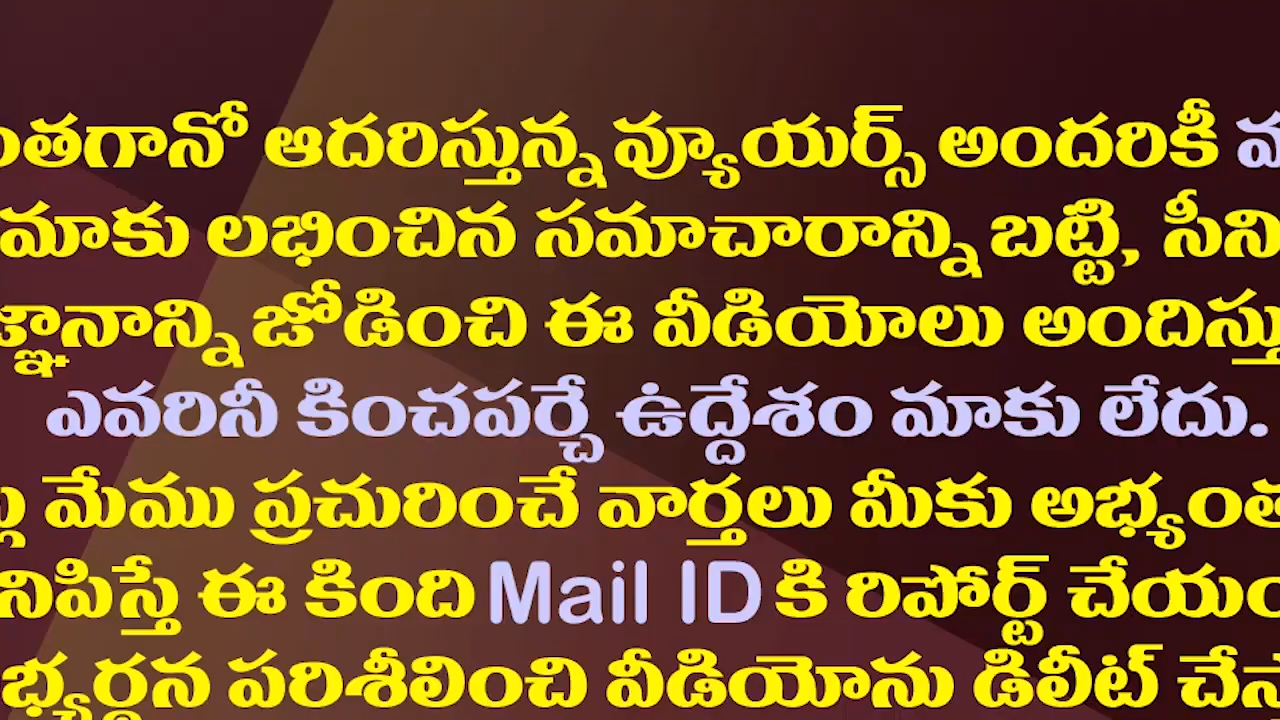 ఆదరిస్తున్న వ్యూయర్స్ అందరికీ
మాకు లభించిన సమాచారాన్ని బట్టి,
జోడించి ఈ వీడియోలు
ఎవరినీ కించపర్చే ఉద్దేశం మాకు లేదు.
మేము ప్రచురించే వార్తలు మీకు
ఈ కింది Mail ID కి రిపోర్ట్
పరిశీలించి వీడియోను డిలీట్